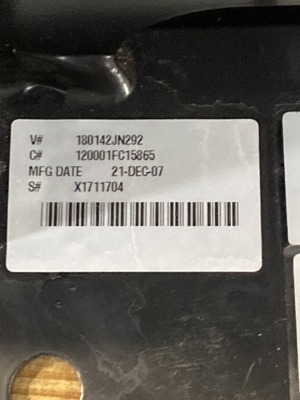 V# 180142JN292
C# 120001FC15865
MFG DATE 21-DEC-07
S# X1711704